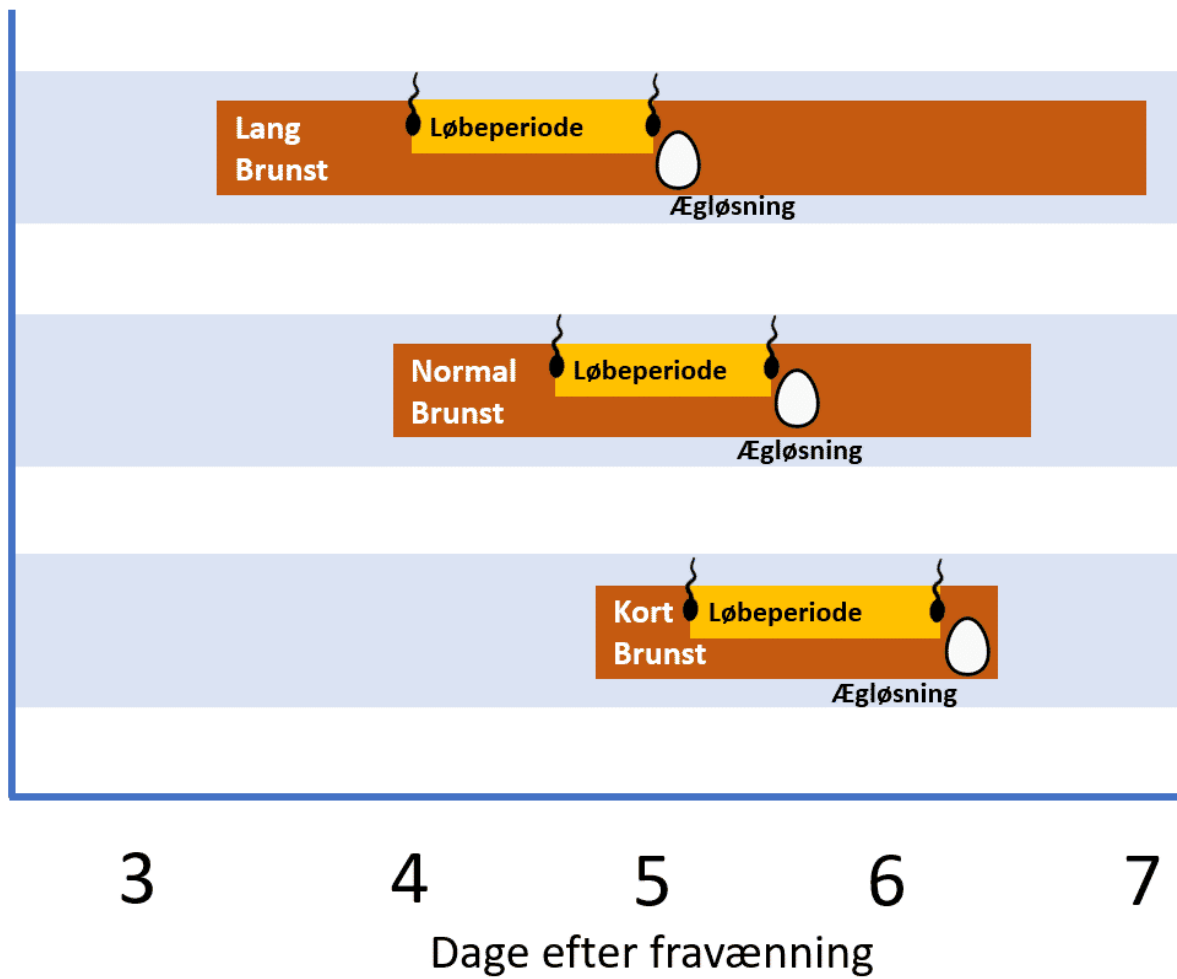 Lang
Brunst
Løbeperiode
Ægløsning
Normal
Brunst
Løbeperiode
Ægløsning
Kort
Brunst
Løbeperiode
Ægløsning
3 4 5 6 7
Dage efter fravænning